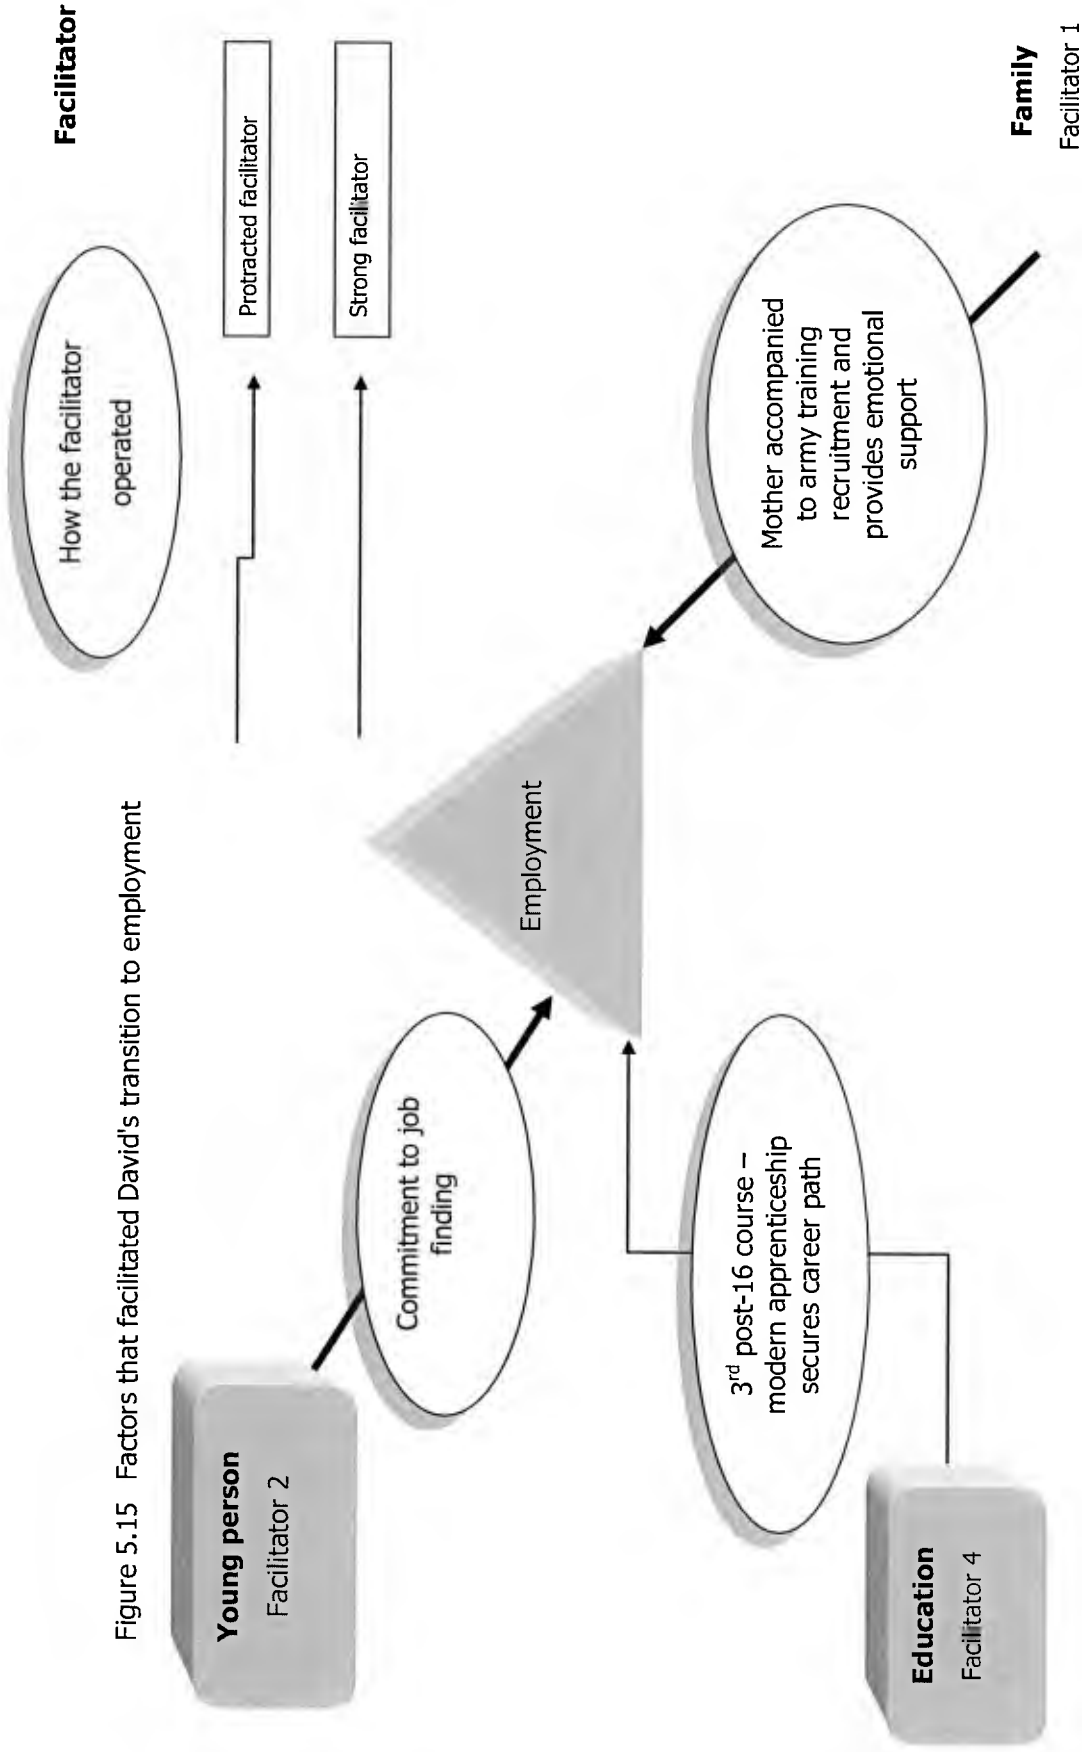 Figure 5.15 Factors that facilitated David's transition to employment
Facilitator
How the facilitator
operated
Protracted facilitator
Strong facilitator
Young person
Facilitator 2
Commitment to job
finding
Employment
Education
Facilitator 4
3rd post-16 course –
modern apprenticeship
secures career path
Mother accompanied
to army training
recruitment and
provides emotional
support
Family
Facilitator 1